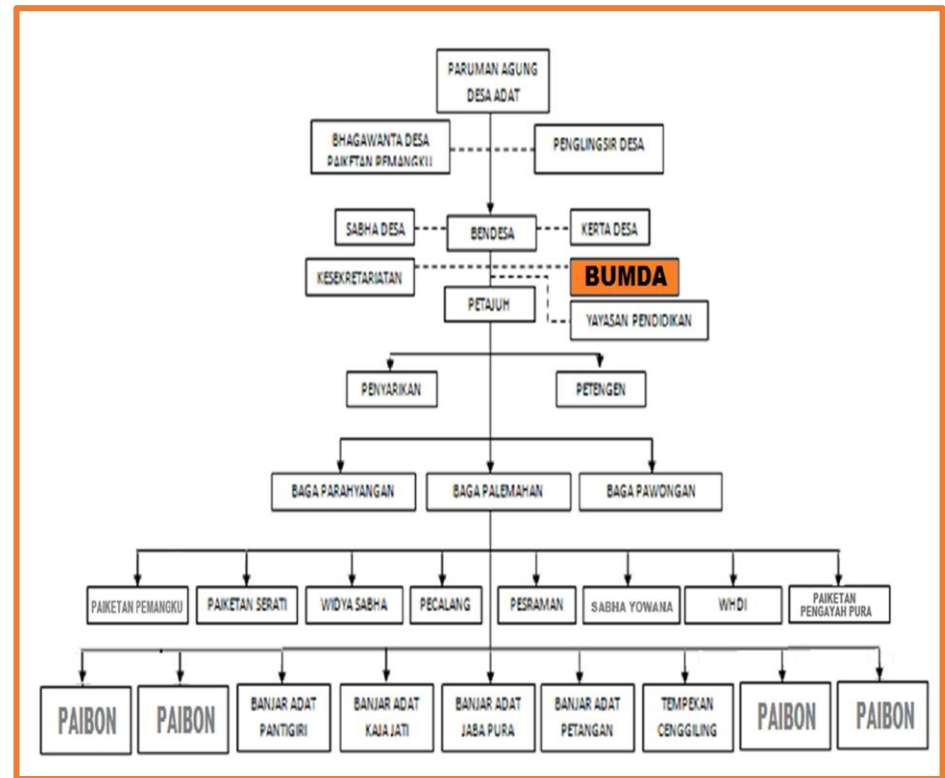 PARUMAN AGUNG
DESA ADAT
BHAGAWANTA DESA
PAIKETAN PEMANGKU
PENGLINGSIR DESA
SABHA DESA
BENDESA
KERTA DESA
KESEKRETARIATAN
BUMDA
PETAJUH
YAYASAN PENDIDIKAN
PENYARIKAN
PETENGEN
BAGA PARAHYANGAN
BAGA PALEMAHAN
BAGA PAWONGAN
PAIKETAN PEMANGKU
PAIKETAN SERATI
WIDYA SABHA
PECALANG
PESRAMAN
SABHA YOWANA
WHDI
PAIKETAN
PENGAYAH PURA
PAIBON
PAIBON
BANJAR ADAT
PANTIGIRI
BANJAR ADAT
KAJA JATI
BANJAR ADAT
JABA PURA
BANJAR ADAT
PETANGAN
TEMPEKAN
CENGGILING
PAIBON
PAIBON